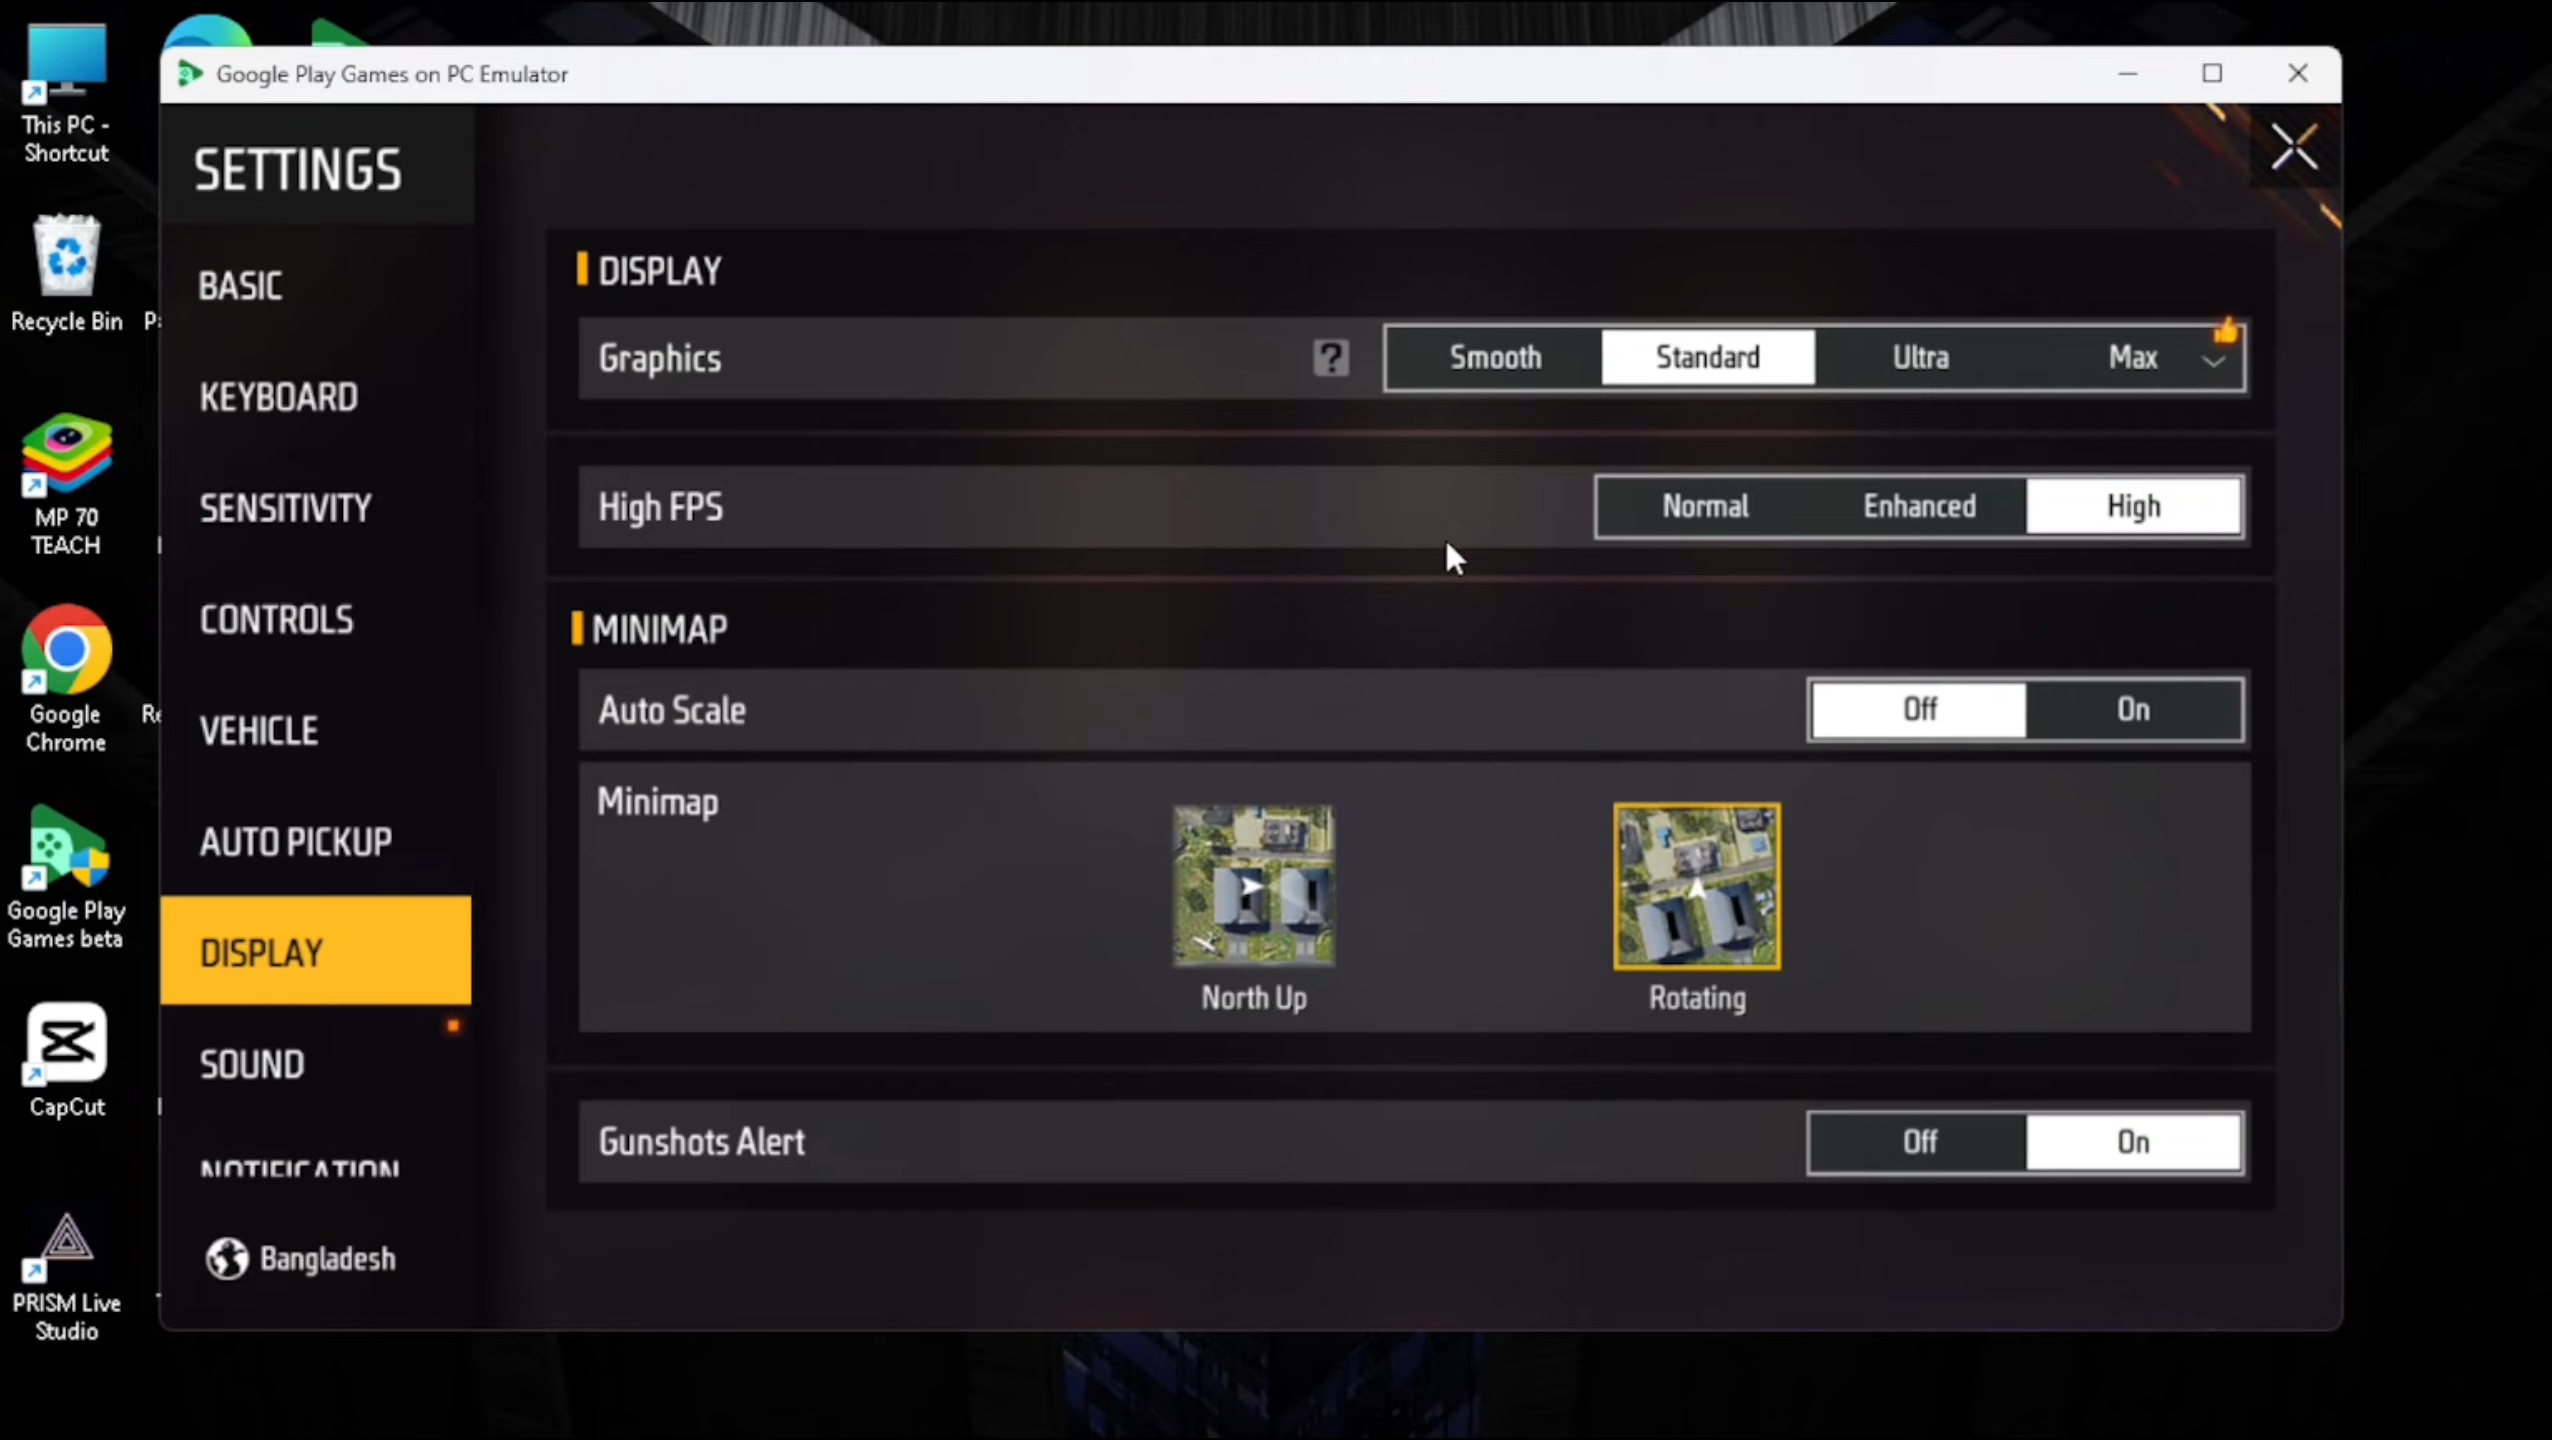 This PC -
Shortcut
Recycle Bin
MP 70
TEACH
Google
Chrome
Google Play
Games beta
CapCut
PRISM Live
Studio
Google Play Games on PC Emulator
SETTINGS
BASIC
KEYBOARD
SENSITIVITY
CONTROLS
VEHICLE
AUTO PICKUP
DISPLAY
SOUND
NOTIFICATION
Bangladesh
DISPLAY
Graphics ? Smooth Standard Ultra Max
High FPS Normal Enhanced High
MINIMAP
Auto Scale Off On
Minimap
North Up Rotating
Gunshots Alert Off On